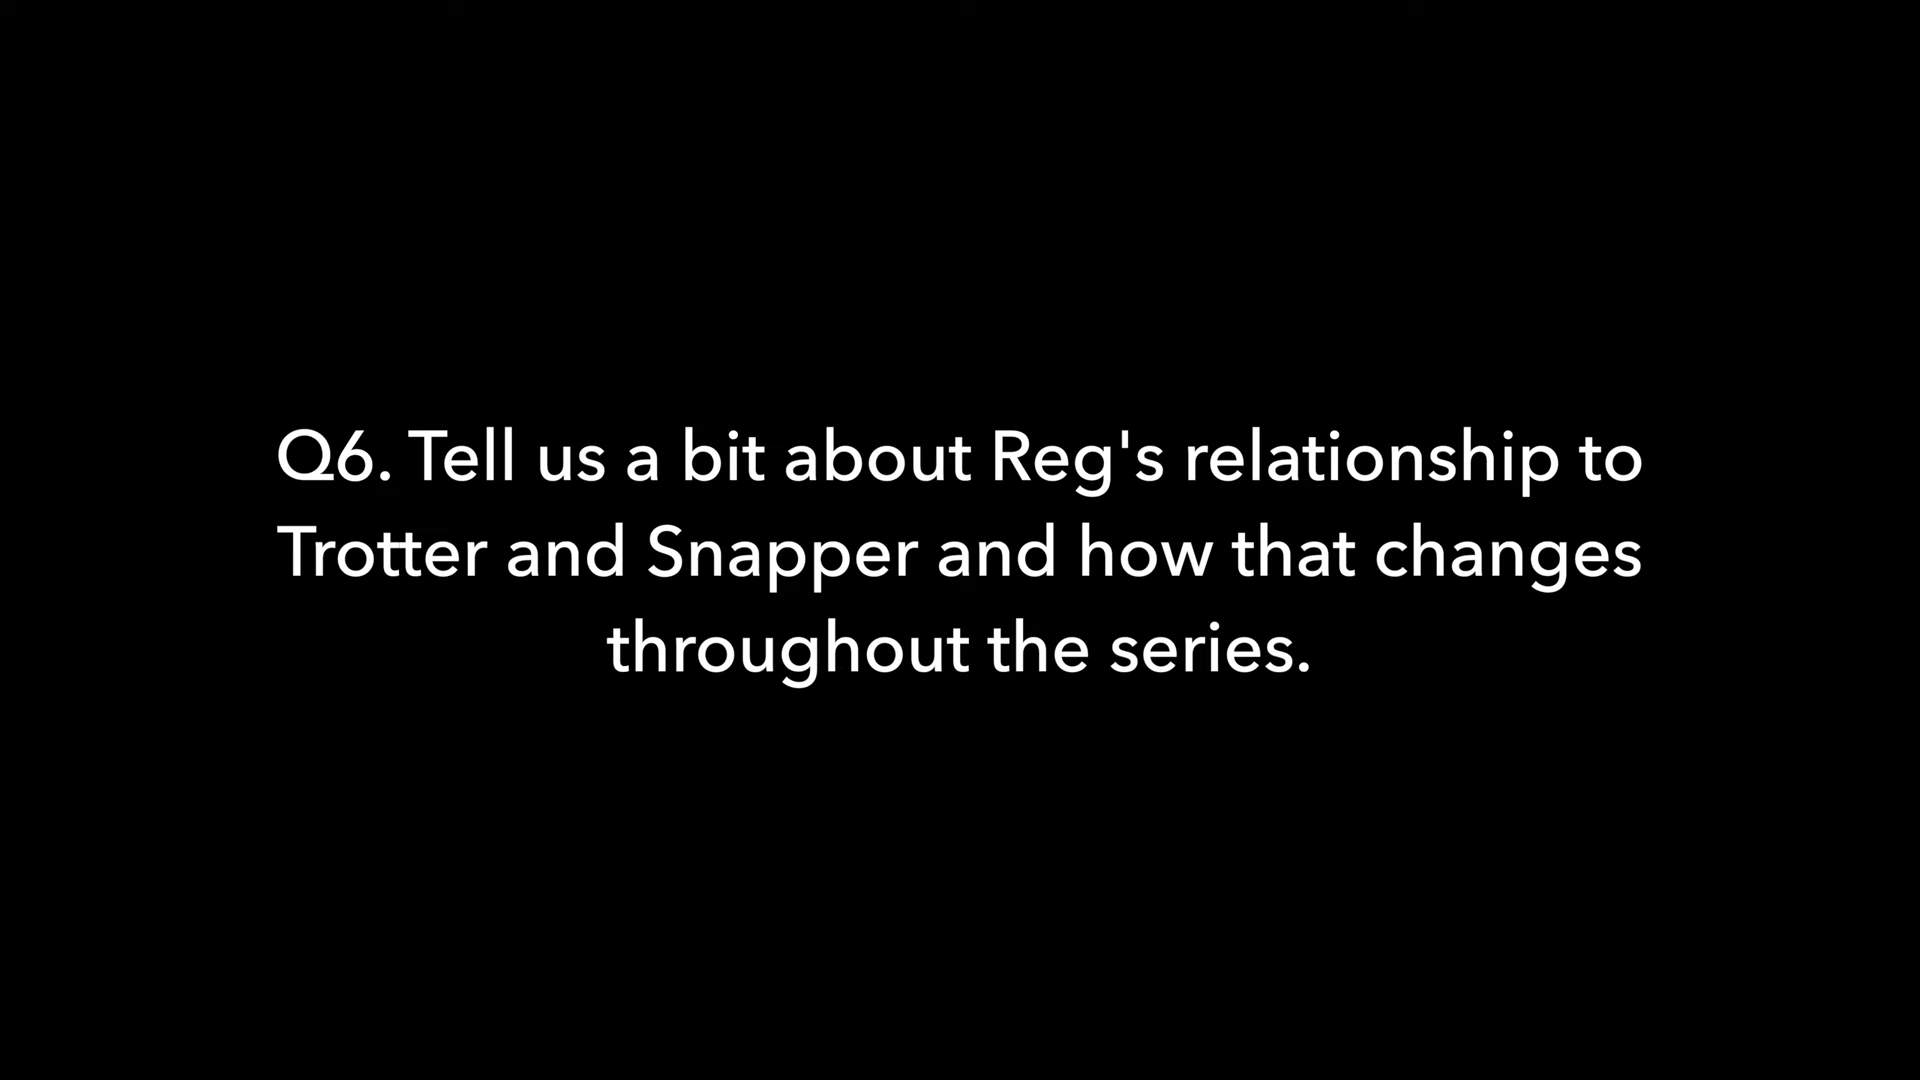 Q6. Tell us a bit about Reg's relationship to
Trotter and Snapper and how that changes
throughout the series.